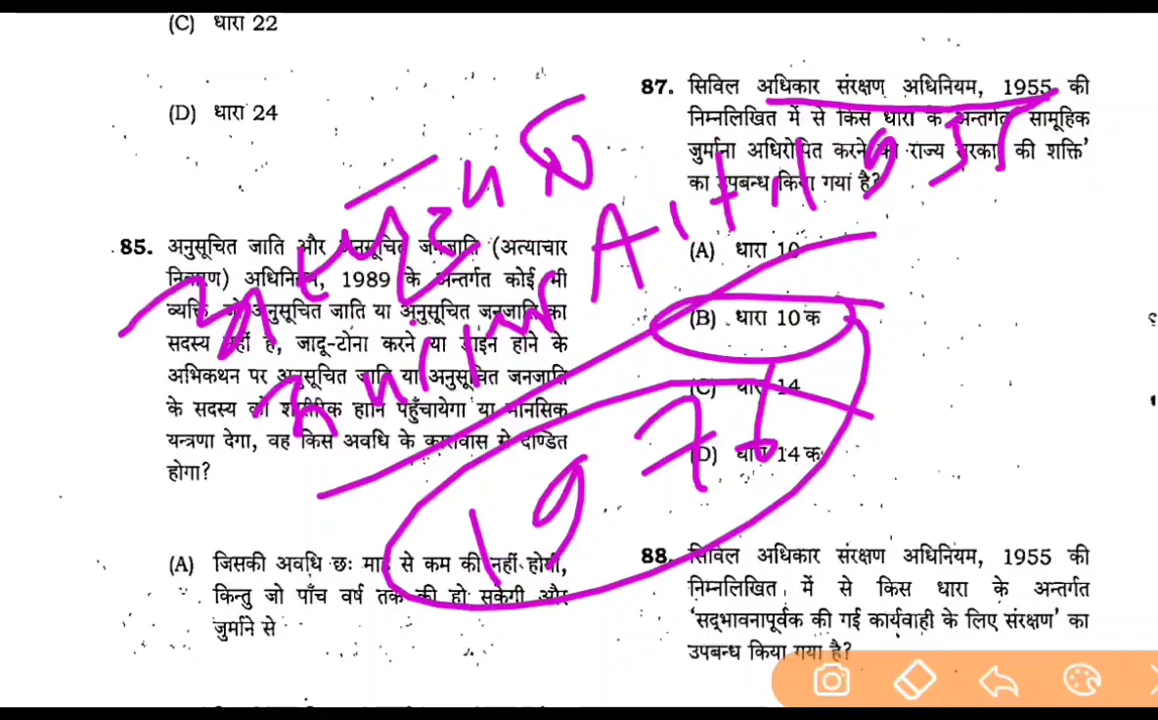 (C) धारा 22
(D) धारा 24
85. अनुसूचित जाति और अनुसूचित जनजाति (अत्याचार
निवारण) अधिनियम, 1989 के अन्तर्गत कोई भी
व्यक्ति, जो अनुसूचित जाति या अनुसूचित जनजाति का
सदस्य नहीं है, जादू-टोना करने या डाइन होने के
अभिकथन पर अनुसूचित जाति या अनुसूचित जनजाति
के सदस्य को शारीरिक हानि पहुँचायेगा या मानसिक
यन्त्रणा देगा, वह किस अवधि के कारावास से दण्डित
होगा?
(A) जिसकी अवधि छः माह से कम की नहीं होगी,
किन्तु जो पाँच वर्ष तक की हो सकेगी और
जुर्माने से
87. सिविल अधिकार संरक्षण अधिनियम, 1955 की
निम्नलिखित में से किस धारा के अन्तर्गत 'सामूहिक
जुर्माना अधिरोपित करने की राज्य सरकार की शक्ति'
का उपबन्ध किया गया है?
(A) धारा 10
(B) धारा 10क
(C) धारा 14
(D) धारा 14क
88. सिविल अधिकार संरक्षण अधिनियम, 1955 की
निम्नलिखित में से किस धारा के अन्तर्गत
'सद्भावनापूर्वक की गई कार्यवाही के लिए संरक्षण' का
उपबन्ध किया गया है?
1955
1976